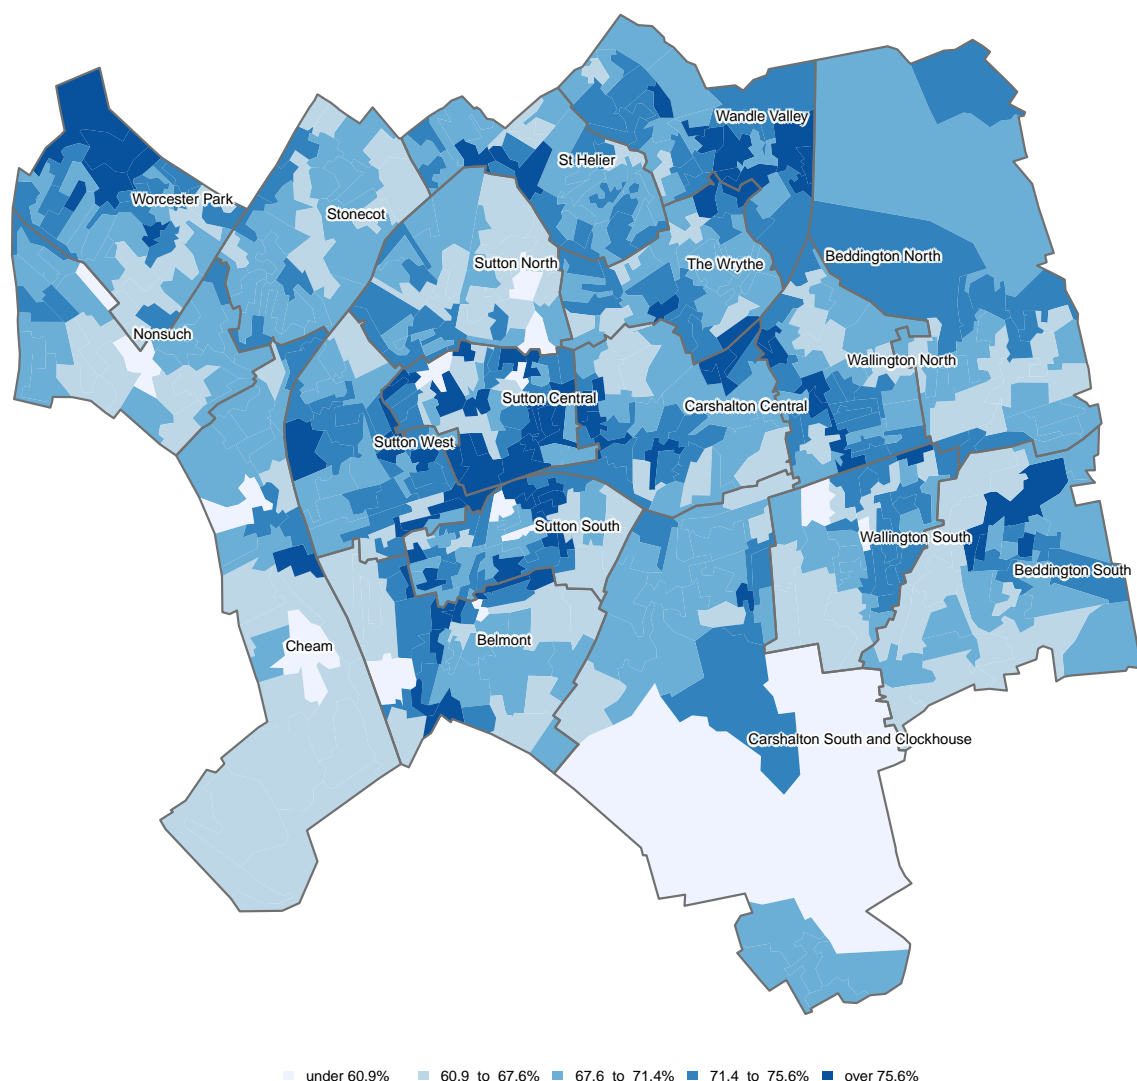 Wandle Valley
St Helier
Worcester Park
Stonecot
Beddington North
Sutton North
The Wrythe
Nonsuch
Wallington North
Sutton Central
Carshalton Central
Sutton West
Sutton South
Wallington South
Beddington South
Belmont
Cheam
Carshalton South and Clockhouse
under 60.9% 60.9 to 67.6% 67.6 to 71.4% 71.4 to 75.6% over 75.6%